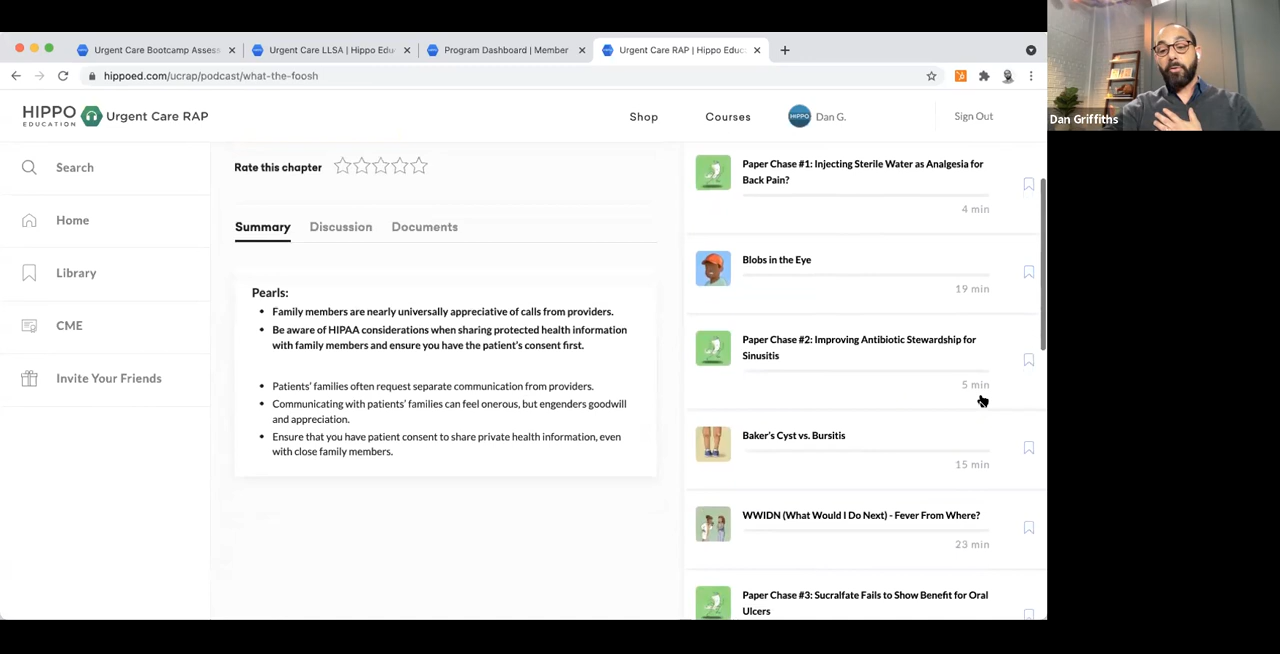 Urgent Care Bootcamp Assess
Urgent Care LLSA | Hippo Edu
Program Dashboard | Member
Urgent Care RAP | Hippo Educ
hippoed.com/ucrap/podcast/what-the-foosh
HIPPO
EDUCATION
Urgent Care RAP
Shop
Courses
HIPPO
Dan G.
Sign Out
Dan Griffiths
Search
Home
Library
CME
Invite Your Friends
Rate this chapter
Summary
Discussion
Documents
Pearls:
• Family members are nearly universally appreciative of calls from providers.
• Be aware of HIPAA considerations when sharing protected health information
with family members and ensure you have the patient's consent first.
• Patients' families often request separate communication from providers.
• Communicating with patients' families can feel onerous, but engenders goodwill
and appreciation.
• Ensure that you have patient consent to share private health information, even
with close family members.
Paper Chase #1: Injecting Sterile Water as Analgesia for
Back Pain?
4 min
Blobs in the Eye
19 min
Paper Chase #2: Improving Antibiotic Stewardship for
Sinusitis
5 min
Baker's Cyst vs. Bursitis
15 min
WWIDN (What Would I Do Next) - Fever From Where?
23 min
Paper Chase #3: Sucralfate Fails to Show Benefit for Oral
Ulcers